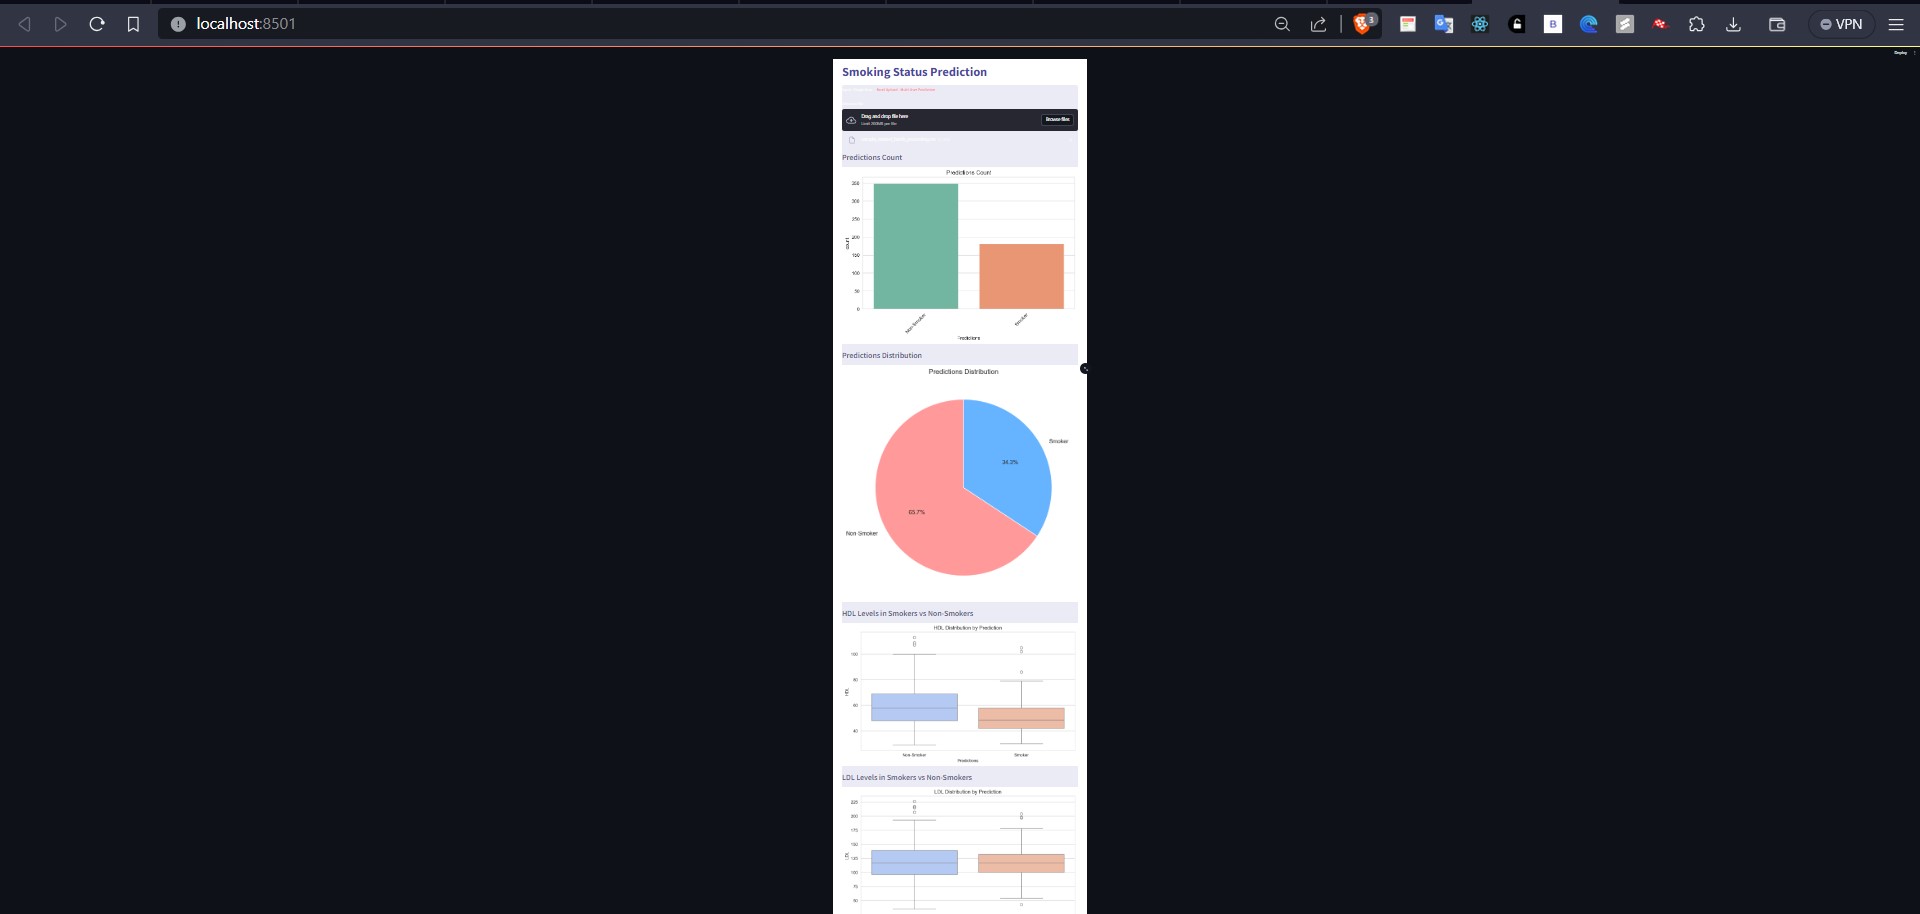 localhost:8501
3
VPN
Deploy
Smoking Status Prediction
Drag and drop file here
Limit 200MB per file
Browse files
Predictions Count
Predictions Count
350
300
250
200
150
100
50
0
count
Non-Smoker
Smoker
Predictions
Predictions Distribution
Predictions Distribution
Smoker
34.3%
65.7%
Non-Smoker
HDL Levels in Smokers vs Non-Smokers
HDL Distribution by Prediction
100
80
60
40
HDL
Non-Smoker
Smoker
Predictions
LDL Levels in Smokers vs Non-Smokers
LDL Distribution by Prediction
225
200
175
150
125
100
75
50
LDL